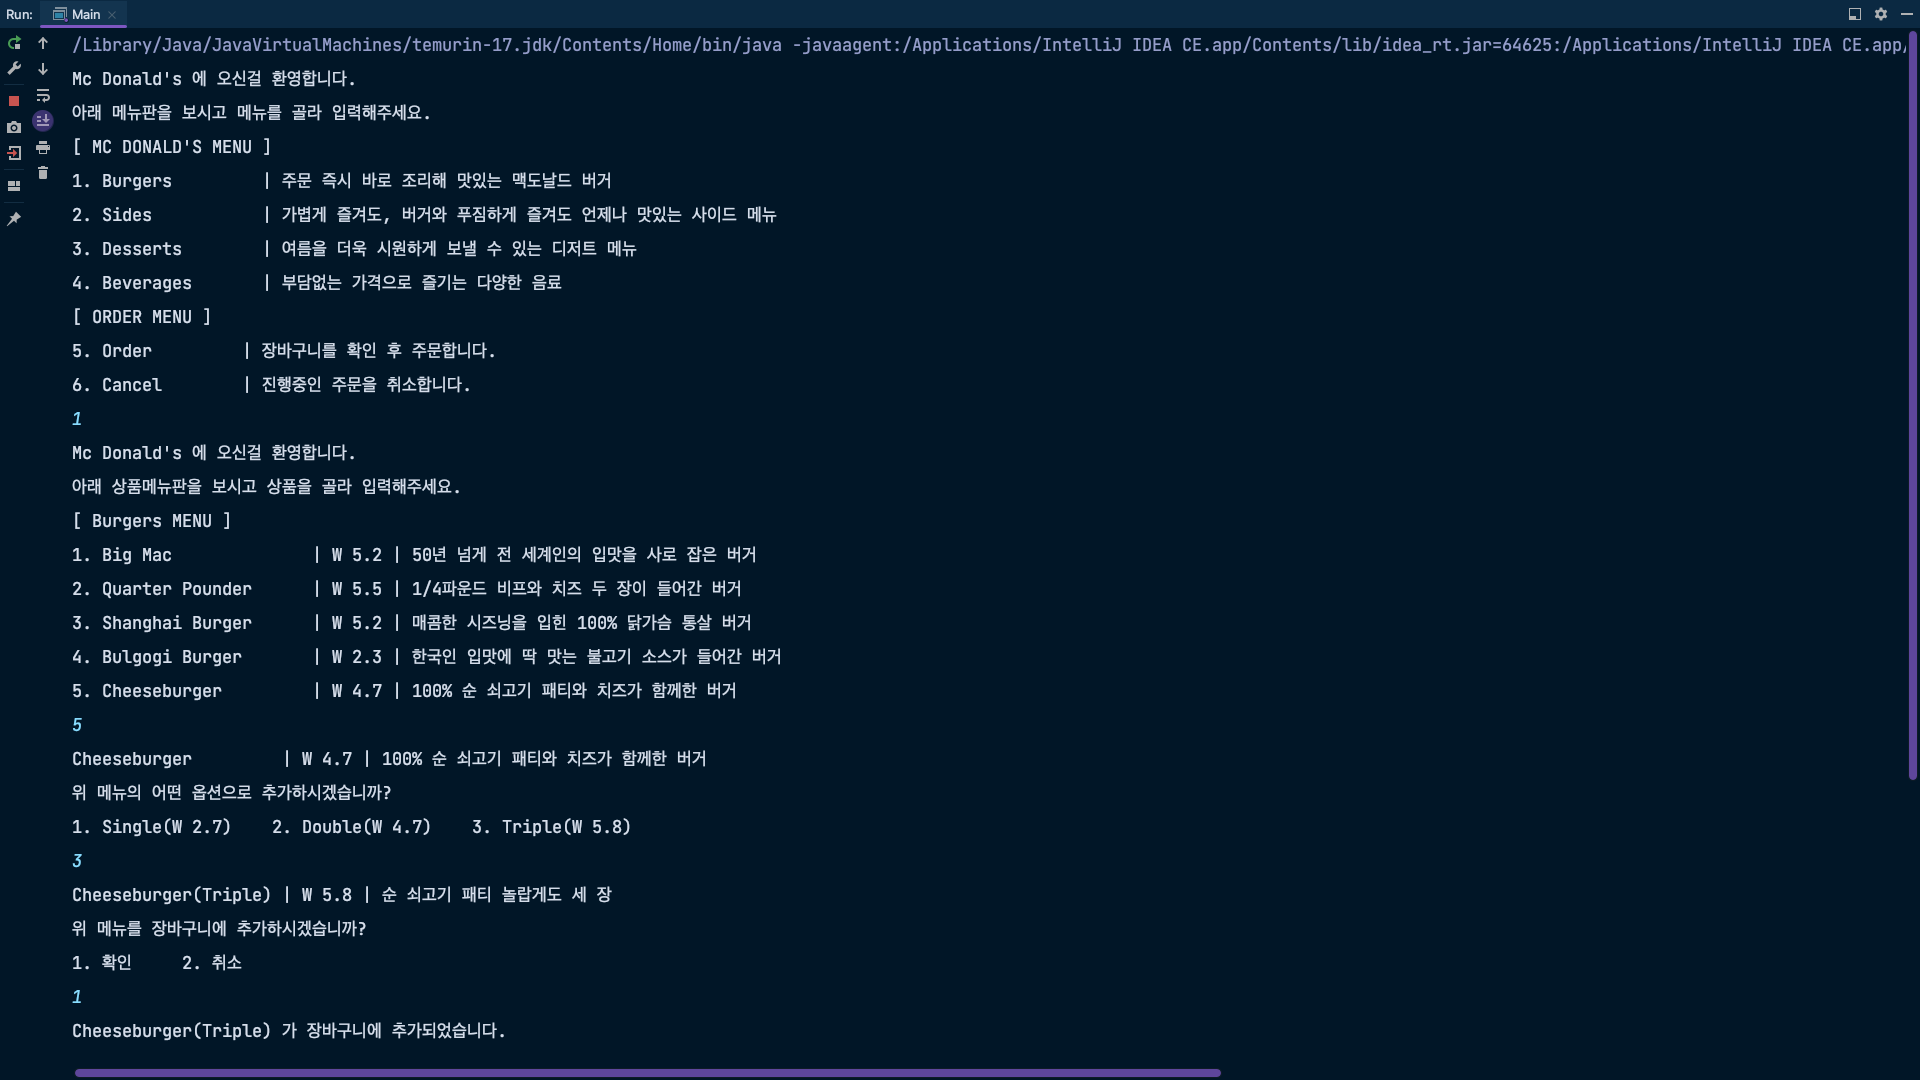 Run: Main
/Library/Java/JavaVirtualMachines/temurin-17.jdk/Contents/Home/bin/java -javaagent:/Applications/IntelliJ IDEA CE.app/Contents/lib/idea_rt.jar=64625:/Applications/IntelliJ IDEA CE.app/
Mc Donald's 에 오신걸 환영합니다.
아래 메뉴판을 보시고 메뉴를 골라 입력해주세요.
[ MC DONALD'S MENU ]
1. Burgers         | 주문 즉시 바로 조리해 맛있는 맥도날드 버거
2. Sides           | 가볍게 즐겨도, 버거와 푸짐하게 즐겨도 언제나 맛있는 사이드 메뉴
3. Desserts        | 여름을 더욱 시원하게 보낼 수 있는 디저트 메뉴
4. Beverages       | 부담없는 가격으로 즐기는 다양한 음료
[ ORDER MENU ]
5. Order         | 장바구니를 확인 후 주문합니다.
6. Cancel        | 진행중인 주문을 취소합니다.
1
Mc Donald's 에 오신걸 환영합니다.
아래 상품메뉴판을 보시고 상품을 골라 입력해주세요.
[ Burgers MENU ]
1. Big Mac              | W 5.2 | 50년 넘게 전 세계인의 입맛을 사로 잡은 버거
2. Quarter Pounder      | W 5.5 | 1/4파운드 비프와 치즈 두 장이 들어간 버거
3. Shanghai Burger      | W 5.2 | 매콤한 시즈닝을 입힌 100% 닭가슴 통살 버거
4. Bulgogi Burger       | W 2.3 | 한국인 입맛에 딱 맞는 불고기 소스가 들어간 버거
5. Cheeseburger         | W 4.7 | 100% 순 쇠고기 패티와 치즈가 함께한 버거
5
Cheeseburger         | W 4.7 | 100% 순 쇠고기 패티와 치즈가 함께한 버거
위 메뉴의 어떤 옵션으로 추가하시겠습니까?
1. Single(W 2.7)    2. Double(W 4.7)    3. Triple(W 5.8)
3
Cheeseburger(Triple) | W 5.8 | 순 쇠고기 패티 놀랍게도 세 장
위 메뉴를 장바구니에 추가하시겠습니까?
1. 확인     2. 취소
1
Cheeseburger(Triple) 가 장바구니에 추가되었습니다.